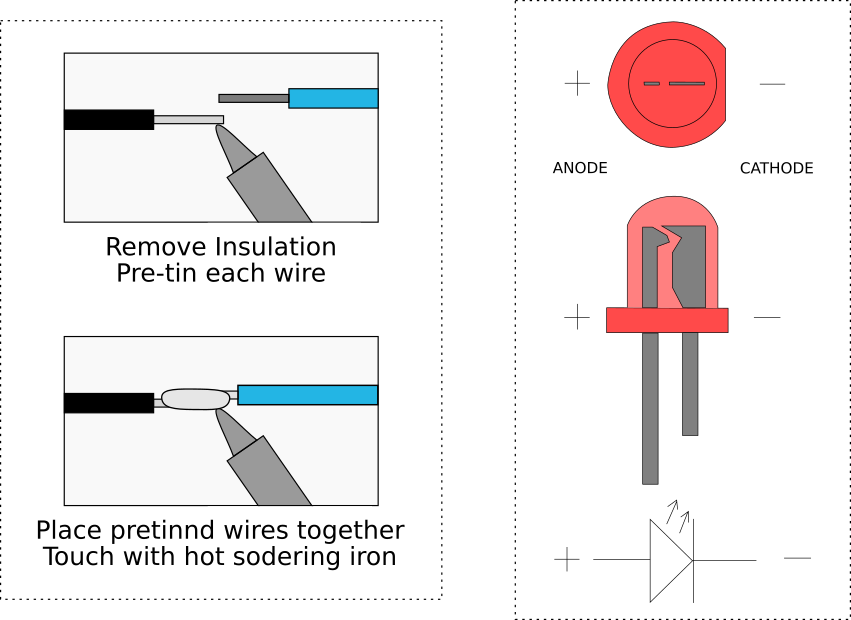 Remove Insulation
Pre-tin each wire
Place pretinnd wires together
Touch with hot sodering iron
+ −
ANODE CATHODE
+ −
+ −